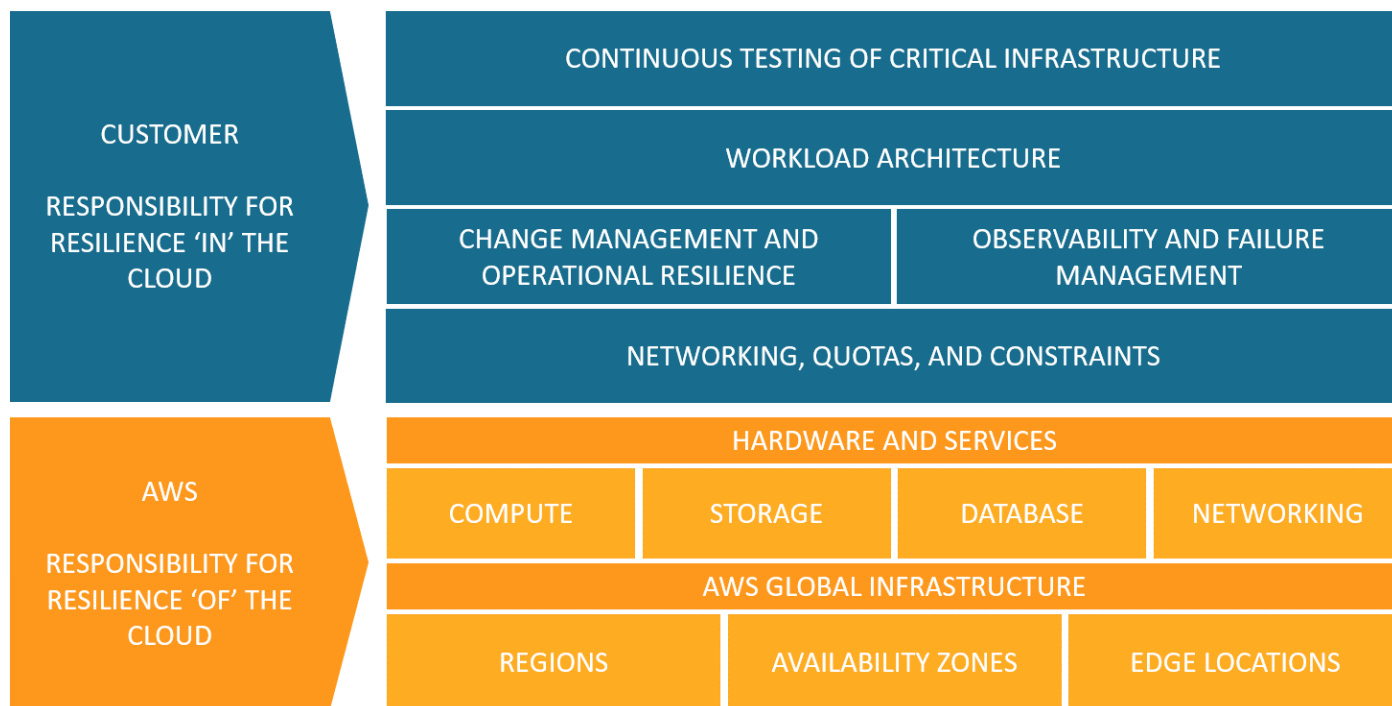 CUSTOMER
RESPONSIBILITY FOR
RESILIENCE ‘IN’ THE
CLOUD
CONTINUOUS TESTING OF CRITICAL INFRASTRUCTURE
WORKLOAD ARCHITECTURE
CHANGE MANAGEMENT AND
OPERATIONAL RESILIENCE
OBSERVABILITY AND FAILURE
MANAGEMENT
NETWORKING, QUOTAS, AND CONSTRAINTS
AWS
RESPONSIBILITY FOR
RESILIENCE ‘OF’ THE
CLOUD
HARDWARE AND SERVICES
COMPUTE
STORAGE
DATABASE
NETWORKING
AWS GLOBAL INFRASTRUCTURE
REGIONS
AVAILABILITY ZONES
EDGE LOCATIONS